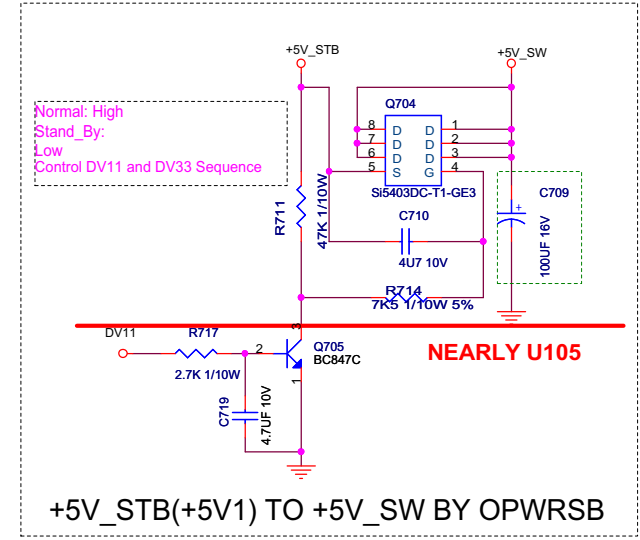 +5V_STB
+5V_SW
Normal: High
Stand_By:
Low
Control DV11 and DV33 Sequence
Q704
8 D D 1
7 D D 2
6 D D 3
5 S G 4
Si5403DC-T1-GE3
R711
47K 1/10W
C710
4U7 10V
C709
+
100UF 16V
R714
7K5 1/10W 5%
DV11
R717
2.7K 1/10W
2
3
1
Q705
BC847C
NEARLY U105
C719
4.7UF 10V
+5V_STB(+5V1) TO +5V_SW BY OPWRSB